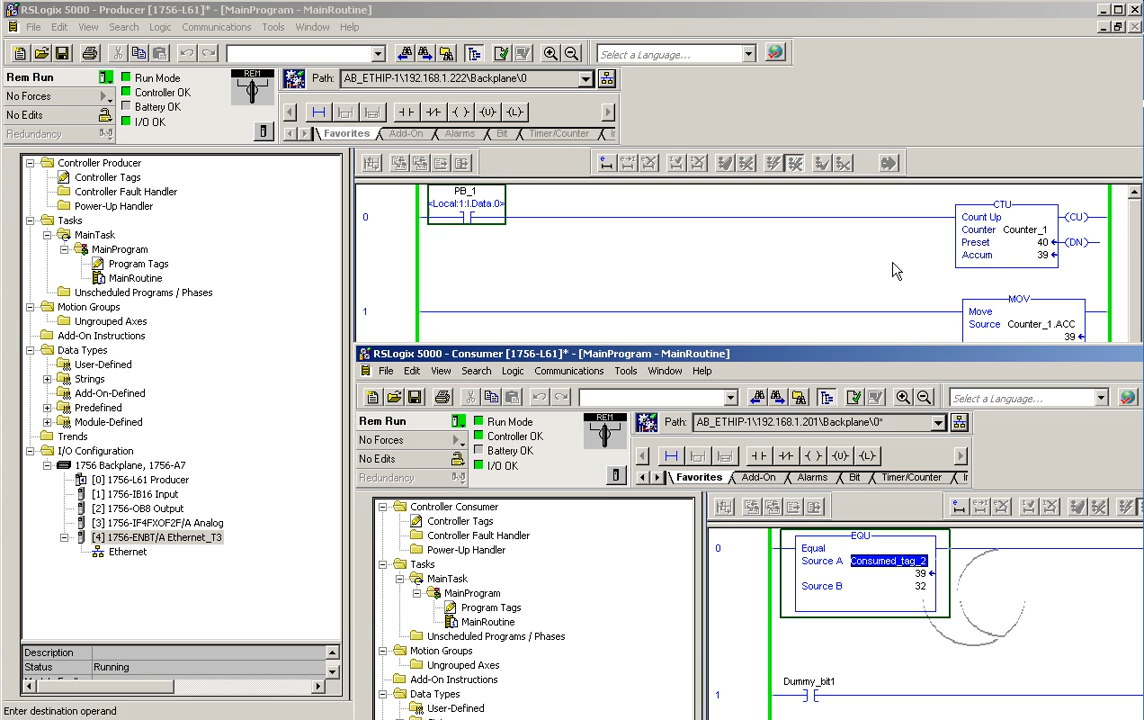 RSLogix 5000 - Producer [1756-L61]* - [MainProgram - MainRoutine]
File Edit View Search Logic Communications Tools Window Help
Select a Language...
Rem Run
Run Mode
No Forces
Controller OK
Battery OK
No Edits
I/O OK
Redundancy
REM
Path: AB_ETHIP-1\192.168.1.222\Backplane\0
Favorites Add-On Alarms Bit Timer/Counter
Controller Producer
Controller Tags
Controller Fault Handler
Power-Up Handler
Tasks
MainTask
MainProgram
Program Tags
MainRoutine
Unscheduled Programs / Phases
Motion Groups
Ungrouped Axes
Add-On Instructions
Data Types
User-Defined
Strings
Add-On-Defined
Predefined
Module-Defined
Trends
I/O Configuration
1756 Backplane, 1756-A7
[0] 1756-L61 Producer
[1] 1756-IB16 Input
[2] 1756-OB8 Output
[3] 1756-IF4FXOF2F/A Analog
[4] 1756-ENBT/A Ethernet_T3
Ethernet
Description
Status Running
Enter destination operand
0
PB_1
<Local:1:I.Data.0>
CTU
Count Up (CU)
Counter Counter_1
Preset 40 (DN)
Accum 39
1
MOV
Move
Source Counter_1.ACC
39
RSLogix 5000 - Consumer [1756-L61]* - [MainProgram - MainRoutine]
File Edit View Search Logic Communications Tools Window Help
Select a Language...
Rem Run
Run Mode
No Forces
Controller OK
Battery OK
No Edits
I/O OK
Redundancy
REM
Path: AB_ETHIP-1\192.168.1.201\Backplane\0*
Favorites Add-On Alarms Bit Timer/Counter
Controller Consumer
Controller Tags
Controller Fault Handler
Power-Up Handler
Tasks
MainTask
MainProgram
Program Tags
MainRoutine
Unscheduled Programs / Phases
Motion Groups
Ungrouped Axes
Add-On Instructions
Data Types
User-Defined
0
EQU
Equal
Source A Consumed_tag_2
39
Source B 32
1
Dummy_bit1